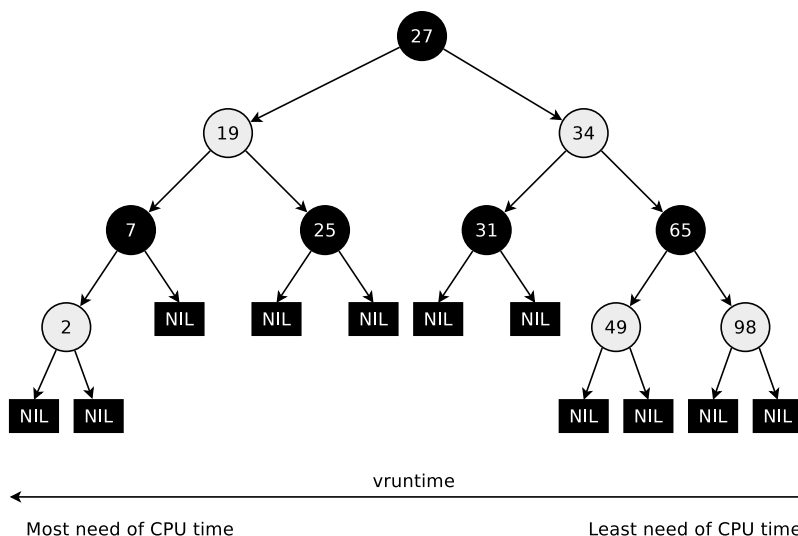 27
19 34
7 25 31 65
NIL NIL NIL NIL NIL
2 49 98
NIL NIL NIL NIL NIL NIL
vruntime
Most need of CPU time Least need of CPU time